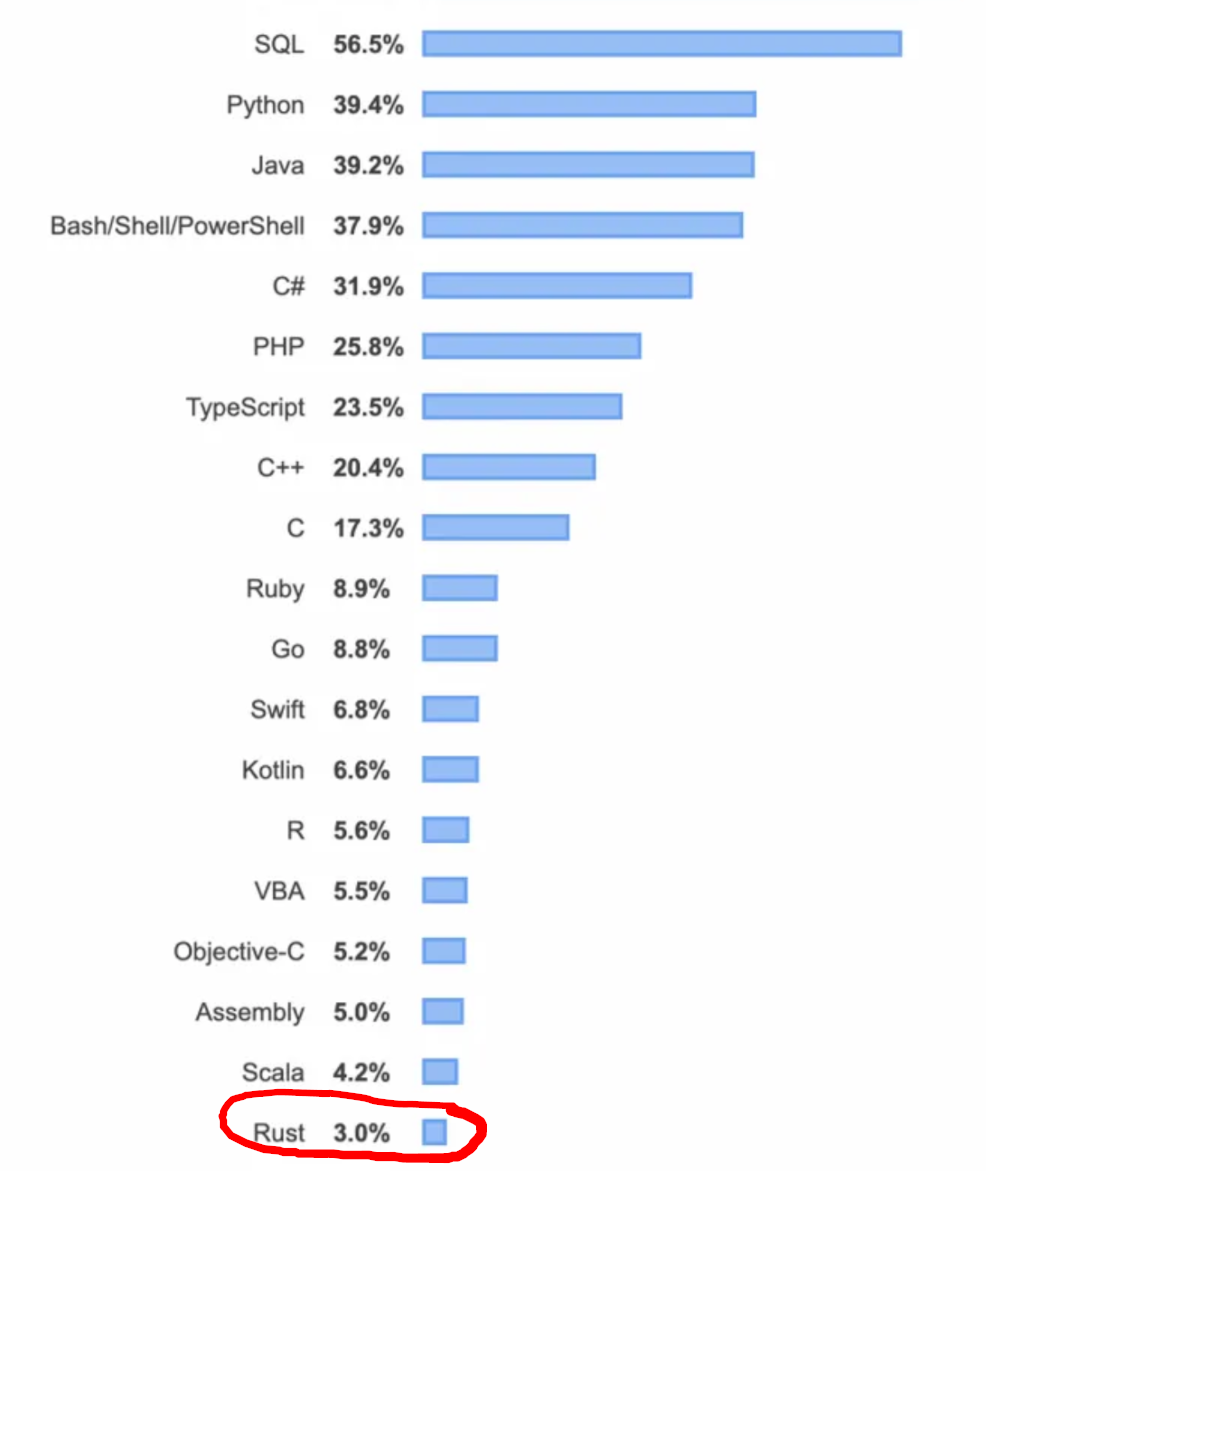 SQL 56.5%
Python 39.4%
Java 39.2%
Bash/Shell/PowerShell 37.9%
C# 31.9%
PHP 25.8%
TypeScript 23.5%
C++ 20.4%
C 17.3%
Ruby 8.9%
Go 8.8%
Swift 6.8%
Kotlin 6.6%
R 5.6%
VBA 5.5%
Objective-C 5.2%
Assembly 5.0%
Scala 4.2%
Rust 3.0%